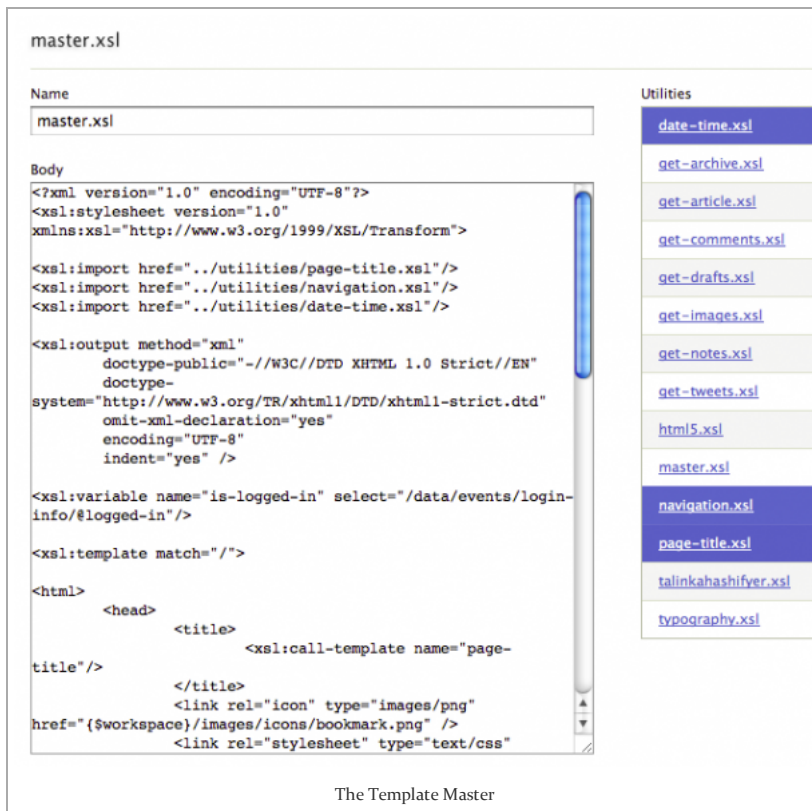 master.xsl
Name
master.xsl
Body
<?xml version="1.0" encoding="UTF-8"?>
<xsl:stylesheet version="1.0"
xmlns:xsl="http://www.w3.org/1999/XSL/Transform">
<xsl:import href="../utilities/page-title.xsl"/>
<xsl:import href="../utilities/navigation.xsl"/>
<xsl:import href="../utilities/date-time.xsl"/>
<xsl:output method="xml"
doctype-public="-//W3C//DTD XHTML 1.0 Strict//EN"
doctype-
system="http://www.w3.org/TR/xhtml1/DTD/xhtml1-strict.dtd"
omit-xml-declaration="yes"
encoding="UTF-8"
indent="yes" />
<xsl:variable name="is-logged-in" select="/data/events/login-
info/@logged-in"/>
<xsl:template match="/">
<html>
<head>
<title>
<xsl:call-template name="page-
title"/>
</title>
<link rel="icon" type="images/png"
href="{$workspace}/images/icons/bookmark.png" />
<link rel="stylesheet" type="text/css"
Utilities
date-time.xsl
get-archive.xsl
get-article.xsl
get-comments.xsl
get-drafts.xsl
get-images.xsl
get-notes.xsl
get-tweets.xsl
html5.xsl
master.xsl
navigation.xsl
page-title.xsl
talinkahashifyer.xsl
typography.xsl
The Template Master